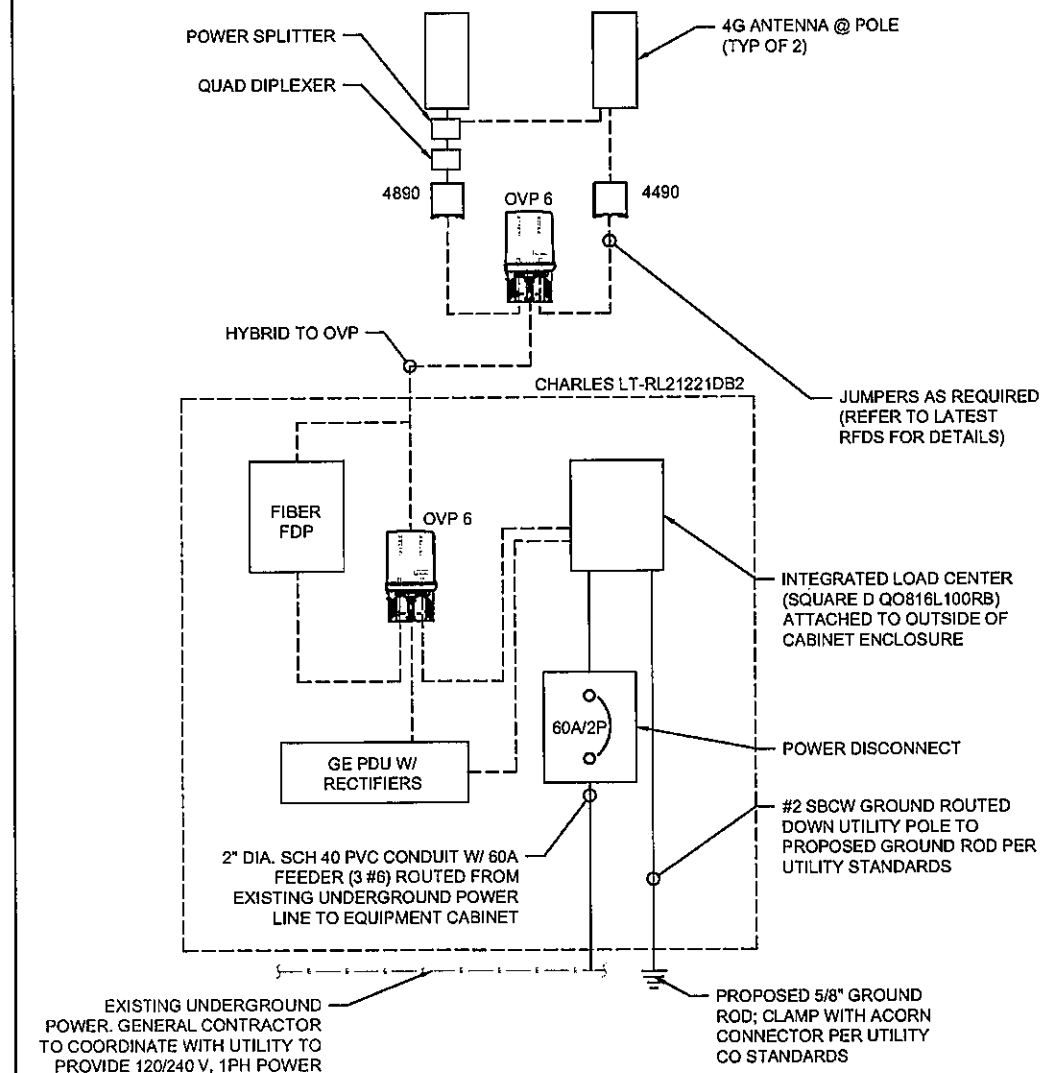 POWER SPLITTER
QUAD DIPLEXER
4G ANTENNA @ POLE
(TYP OF 2)
4890
OVP 6
4490
HYBRID TO OVP
CHARLES LT-RL21221DB2
JUMPERS AS REQUIRED
(REFER TO LATEST
RFDS FOR DETAILS)
FIBER
FDP
OVP 6
INTEGRATED LOAD CENTER
(SQUARE D QO816L100RB)
ATTACHED TO OUTSIDE OF
CABINET ENCLOSURE
60A/2P
POWER DISCONNECT
GE PDU W/
RECTIFIERS
#2 SBCW GROUND ROUTED
DOWN UTILITY POLE TO
PROPOSED GROUND ROD PER
UTILITY STANDARDS
2" DIA. SCH 40 PVC CONDUIT W/ 60A
FEEDER (3 #6) ROUTED FROM
EXISTING UNDERGROUND POWER
LINE TO EQUIPMENT CABINET
E E E E E E E
EXISTING UNDERGROUND
POWER. GENERAL CONTRACTOR
TO COORDINATE WITH UTILITY TO
PROVIDE 120/240 V, 1PH POWER
PROPOSED 5/8" GROUND
ROD; CLAMP WITH ACORN
CONNECTOR PER UTILITY
CO STANDARDS